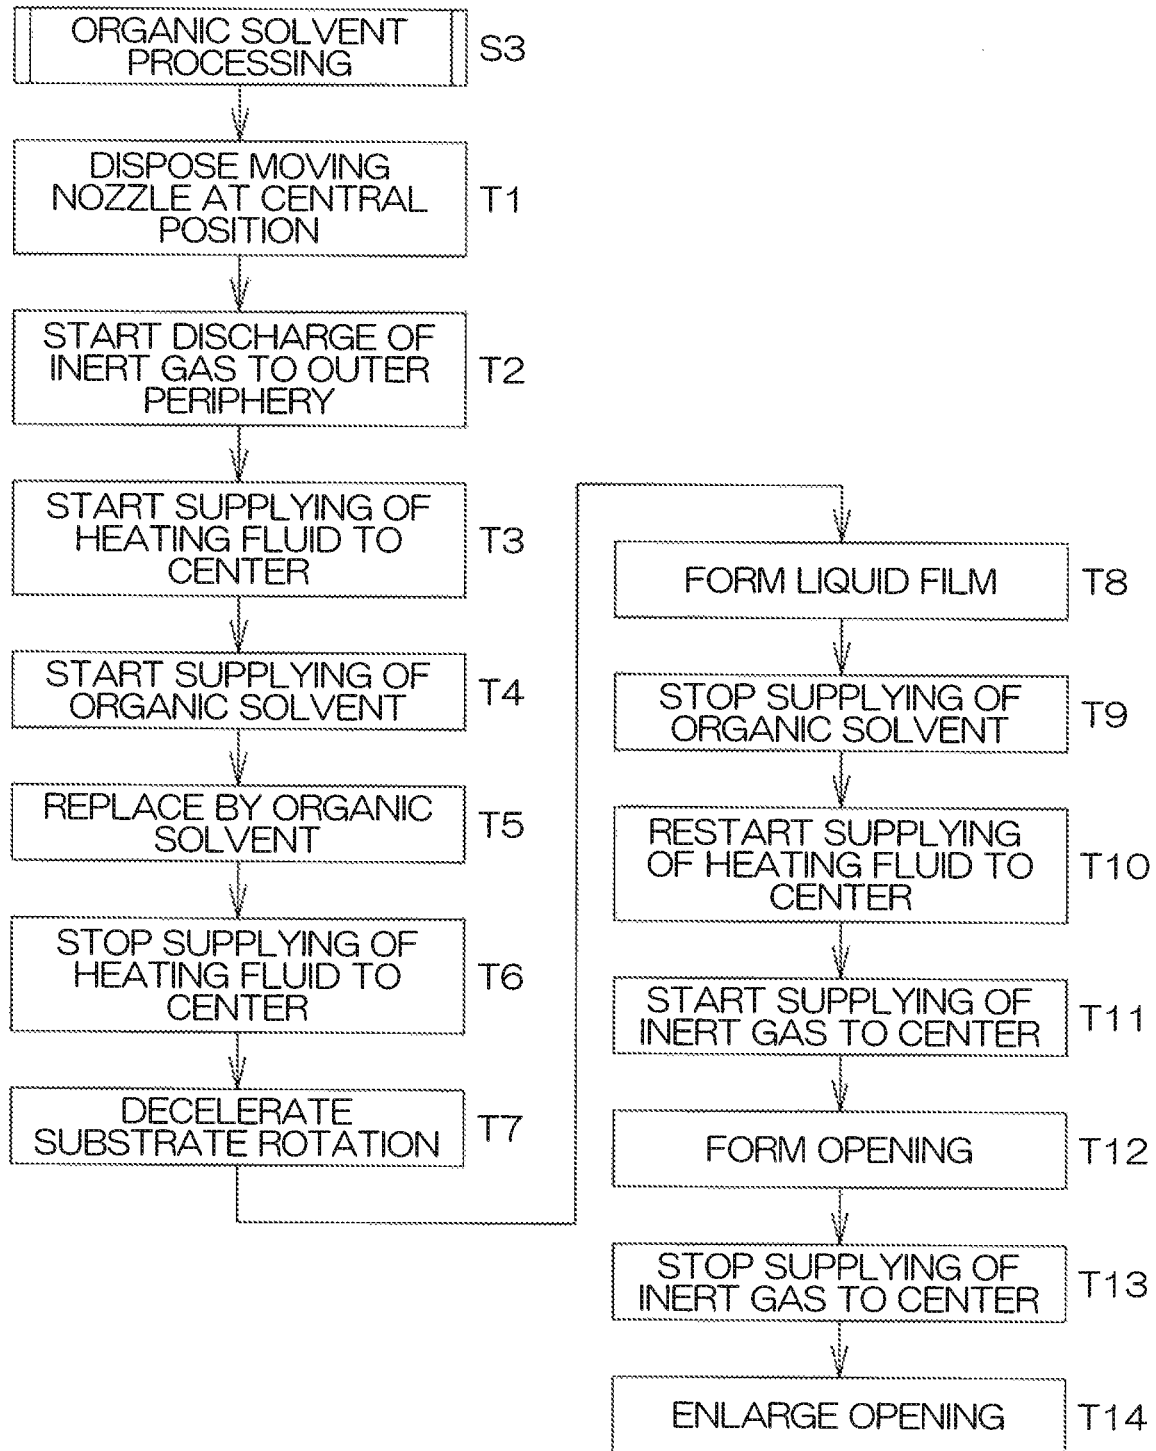 ORGANIC SOLVENT
PROCESSING
S3
DISPOSE MOVING
NOZZLE AT CENTRAL
POSITION
T1
START DISCHARGE OF
INERT GAS TO OUTER
PERIPHERY
T2
START SUPPLYING OF
HEATING FLUID TO
CENTER
T3
START SUPPLYING OF
ORGANIC SOLVENT
T4
REPLACE BY ORGANIC
SOLVENT
T5
STOP SUPPLYING OF
HEATING FLUID TO
CENTER
T6
DECELERATE
SUBSTRATE ROTATION
T7
FORM LIQUID FILM
T8
STOP SUPPLYING OF
ORGANIC SOLVENT
T9
RESTART SUPPLYING
OF HEATING FLUID TO
CENTER
T10
START SUPPLYING OF
INERT GAS TO CENTER
T11
FORM OPENING
T12
STOP SUPPLYING OF
INERT GAS TO CENTER
T13
ENLARGE OPENING
T14